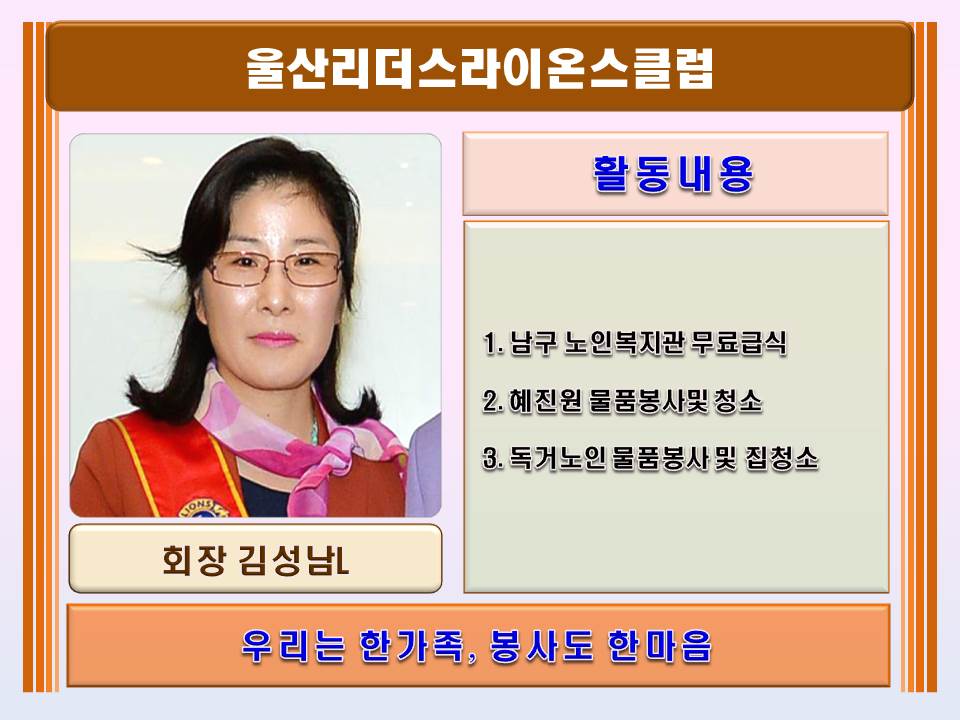 울산리더스라이온스클럽
활동내용
1. 남구 노인복지관 무료급식
2. 혜진원 물품봉사및 청소
3. 독거노인 물품봉사 및 집청소
LIONS
회장 김성남L
우리는 한가족, 봉사도 한마음